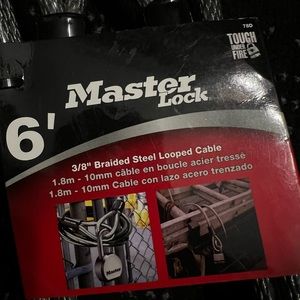 78D
TOUGH
UNDER
FIRE
Master
Lock
6'
3/8" Braided Steel Looped Cable
1.8m - 10mm câble en boucle acier tressé
1.8m - 10mm Cable con lazo acero trenzado
Master